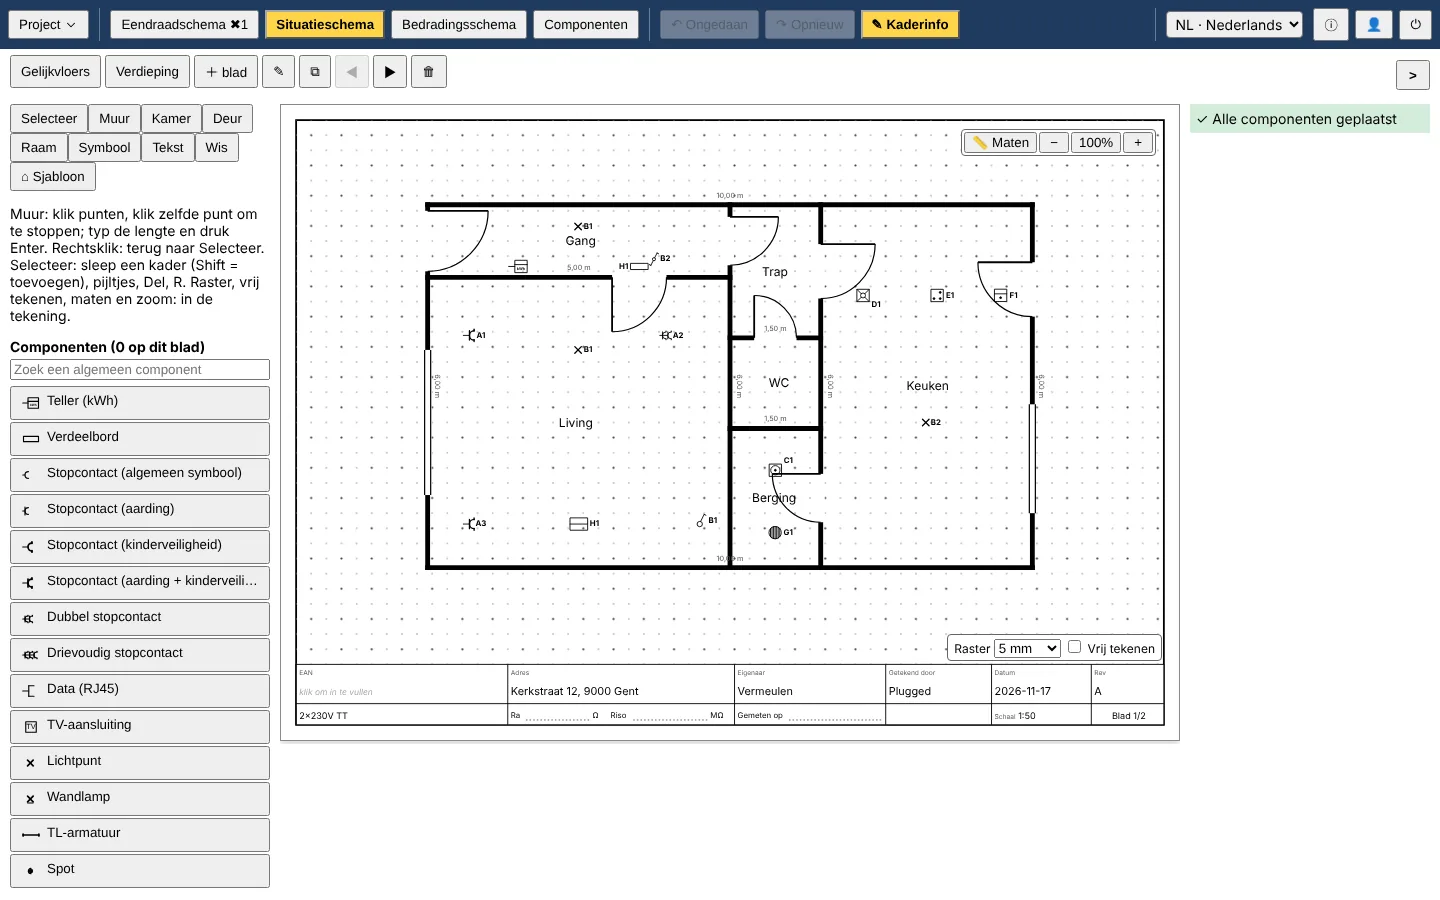 Project
Eendraadschema ✖1
Situatieschema
Bedradingsschema
Componenten
↶ Ongedaan
↷ Opnieuw
✎ Kaderinfo
NL · Nederlands
Gelijkvloers
Verdieping
+ blad
>
Selecteer
Muur
Kamer
Deur
Raam
Symbool
Tekst
Wis
⌂ Sjabloon
Muur: klik punten, klik zelfde punt om
te stoppen; typ de lengte en druk
Enter. Rechtsklik: terug naar Selecteer.
Selecteer: sleep een kader (Shift =
toevoegen), pijltjes, Del, R. Raster, vrij
tekenen, maten en zoom: in de
tekening.
Componenten (0 op dit blad)
Zoek een algemeen component
Teller (kWh)
Verdeelbord
Stopcontact (algemeen symbool)
Stopcontact (aarding)
Stopcontact (kinderveiligheid)
Stopcontact (aarding + kinderveili…
Dubbel stopcontact
Drievoudig stopcontact
Data (RJ45)
TV-aansluiting
Lichtpunt
Wandlamp
TL-armatuur
Spot
✓ Alle componenten geplaatst
📏 Maten
−
100%
+
10,00 m
B1
Gang
5,00 m
H1
B2
Trap
D1
E1
F1
A1
B1
A2
1,50 m
6,00 m
6,00 m
6,00 m
6,00 m
WC
Keuken
1,50 m
Living
B2
C1
Berging
A3
H1
B1
G1
10,00 m
Raster 5 mm
Vrij tekenen
EAN
klik om in te vullen
Adres
Kerkstraat 12, 9000 Gent
Eigenaar
Vermeulen
Getekend door
Plugged
Datum
2026-11-17
Rev
A
2×230V TT
Ra Ω Riso MΩ
Gemeten op
Schaal 1:50
Blad 1/2